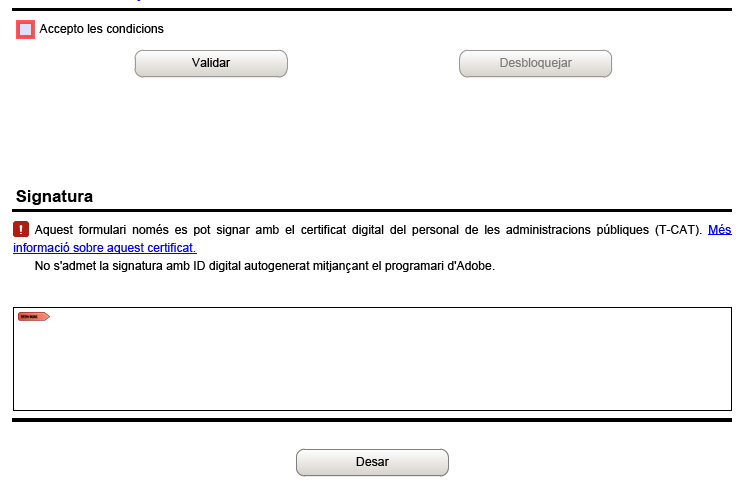 Accepto les condicions
Validar
Desbloquejar
Signatura
! Aquest formulari només es pot signar amb el certificat digital del personal de les administracions públiques (T-CAT). Més
informació sobre aquest certificat.
No s'admet la signatura amb ID digital autogenerat mitjançant el programari d'Adobe.
Desar